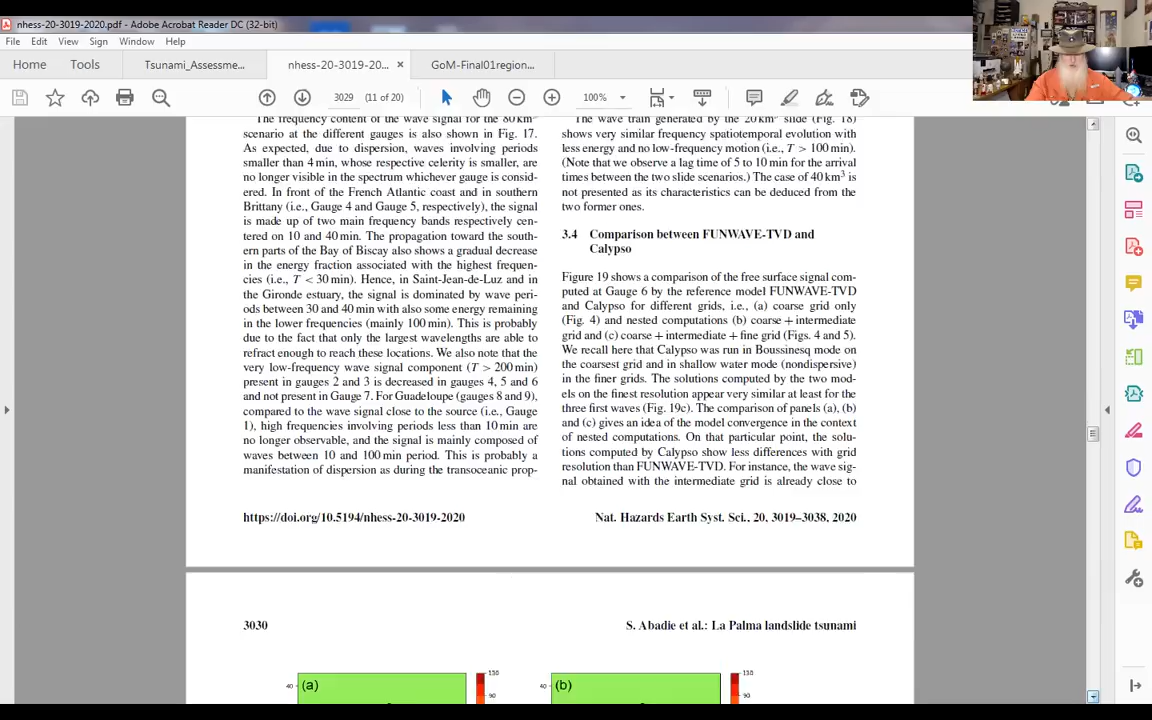 nhess-20-3019-2020.pdf - Adobe Acrobat Reader DC (32-bit)
File Edit View Sign Window Help
Home Tools Tsunami_Assessme... nhess-20-3019-20... × GoM-Final01region...
3029 (11 of 20) 100%
The frequency content of the wave signal for the 80 km³
scenario at the different gauges is also shown in Fig. 17.
As expected, due to dispersion, waves involving periods
smaller than 4 min, whose respective celerity is smaller, are
no longer visible in the spectrum whichever gauge is consid-
ered. In front of the French Atlantic coast and in southern
Brittany (i.e., Gauge 4 and Gauge 5, respectively), the signal
is made up of two main frequency bands respectively cen-
tered on 10 and 40 min. The propagation toward the south-
ern parts of the Bay of Biscay also shows a gradual decrease
in the energy fraction associated with the highest frequen-
cies (i.e., T < 30 min). Hence, in Saint-Jean-de-Luz and in
the Gironde estuary, the signal is dominated by wave peri-
ods between 30 and 40 min with also some energy remaining
in the lower frequencies (mainly 100 min). This is probably
due to the fact that only the largest wavelengths are able to
refract enough to reach these locations. We also note that the
very low-frequency wave signal component (T > 200 min)
present in gauges 2 and 3 is decreased in gauges 4, 5 and 6
and not present in Gauge 7. For Guadeloupe (gauges 8 and 9),
compared to the wave signal close to the source (i.e., Gauge
1), high frequencies involving periods less than 10 min are
no longer observable, and the signal is mainly composed of
waves between 10 and 100 min period. This is probably a
manifestation of dispersion as during the transoceanic prop-
The wave train generated by the 20 km³ slide (Fig. 18)
shows very similar frequency spatiotemporal evolution with
less energy and no low-frequency motion (i.e., T > 100 min).
(Note that we observe a lag time of 5 to 10 min for the arrival
times between the two slide scenarios.) The case of 40 km³ is
not presented as its characteristics can be deduced from the
two former ones.
3.4 Comparison between FUNWAVE-TVD and
Calypso
Figure 19 shows a comparison of the free surface signal com-
puted at Gauge 6 by the reference model FUNWAVE-TVD
and Calypso for different grids, i.e., (a) coarse grid only
(Fig. 4) and nested computations (b) coarse + intermediate
grid and (c) coarse + intermediate + fine grid (Figs. 4 and 5).
We recall here that Calypso was run in Boussinesq mode on
the coarsest grid and in shallow water mode (nondispersive)
in the finer grids. The solutions computed by the two mod-
els on the finest resolution appear very similar at least for the
three first waves (Fig. 19c). The comparison of panels (a), (b)
and (c) gives an idea of the model convergence in the context
of nested computations. On that particular point, the solu-
tions computed by Calypso show less differences with grid
resolution than FUNWAVE-TVD. For instance, the wave sig-
nal obtained with the intermediate grid is already close to
https://doi.org/10.5194/nhess-20-3019-2020 Nat. Hazards Earth Syst. Sci., 20, 3019–3038, 2020
3030 S. Abadie et al.: La Palma landslide tsunami
40 (a) 150 40 (b) 150
90 90